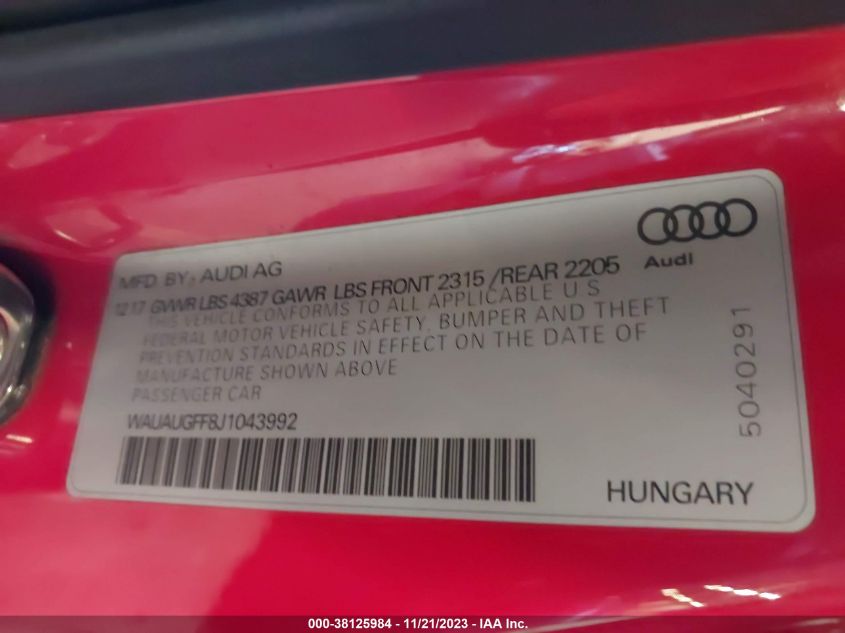 Audi
MFD BY: AUDI AG
12 17 GVWR LBS 4387 GAWR LBS FRONT 2315 /REAR 2205
THIS VEHICLE CONFORMS TO ALL APPLICABLE U S
FEDERAL MOTOR VEHICLE SAFETY, BUMPER AND THEFT
PREVENTION STANDARDS IN EFFECT ON THE DATE OF
MANUFACTURE SHOWN ABOVE
PASSENGER CAR
WAUAUGFF8J1043992
5040291
HUNGARY
000-38125984 - 11/21/2023 - IAA Inc.